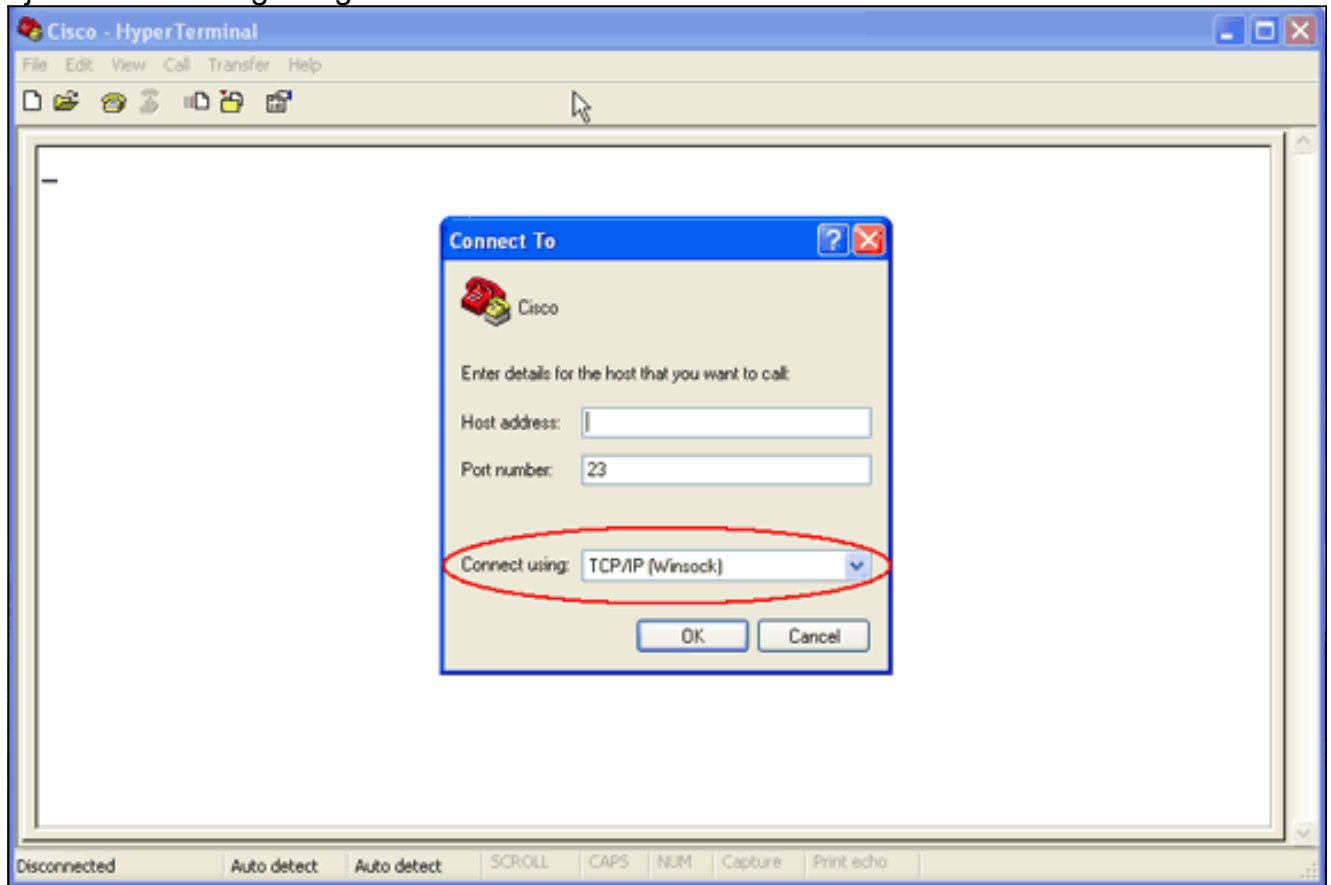 Cisco - HyperTerminal
File Edit View Call Transfer Help
Connect To
Cisco
Enter details for the host that you want to call:
Host address:
Port number: 23
Connect using: TCP/IP (Winsock)
OK Cancel
Disconnected Auto detect Auto detect SCROLL CAPS NUM Capture Print echo